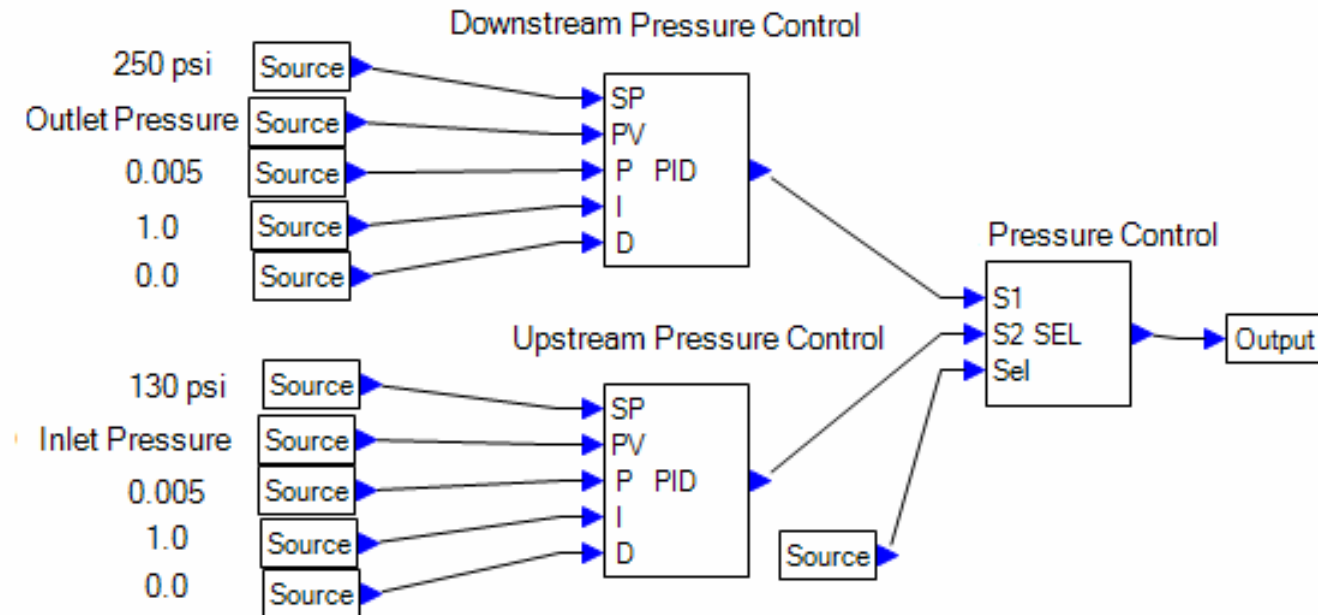 Downstream Pressure Control
250 psi
Source
Outlet Pressure
Source
0.005
Source
1.0
Source
0.0
Source
SP
PV
P PID
I
D
Upstream Pressure Control
130 psi
Source
Inlet Pressure
Source
0.005
Source
1.0
Source
0.0
Source
SP
PV
P PID
I
D
Source
Pressure Control
S1
S2 SEL
Sel
Output